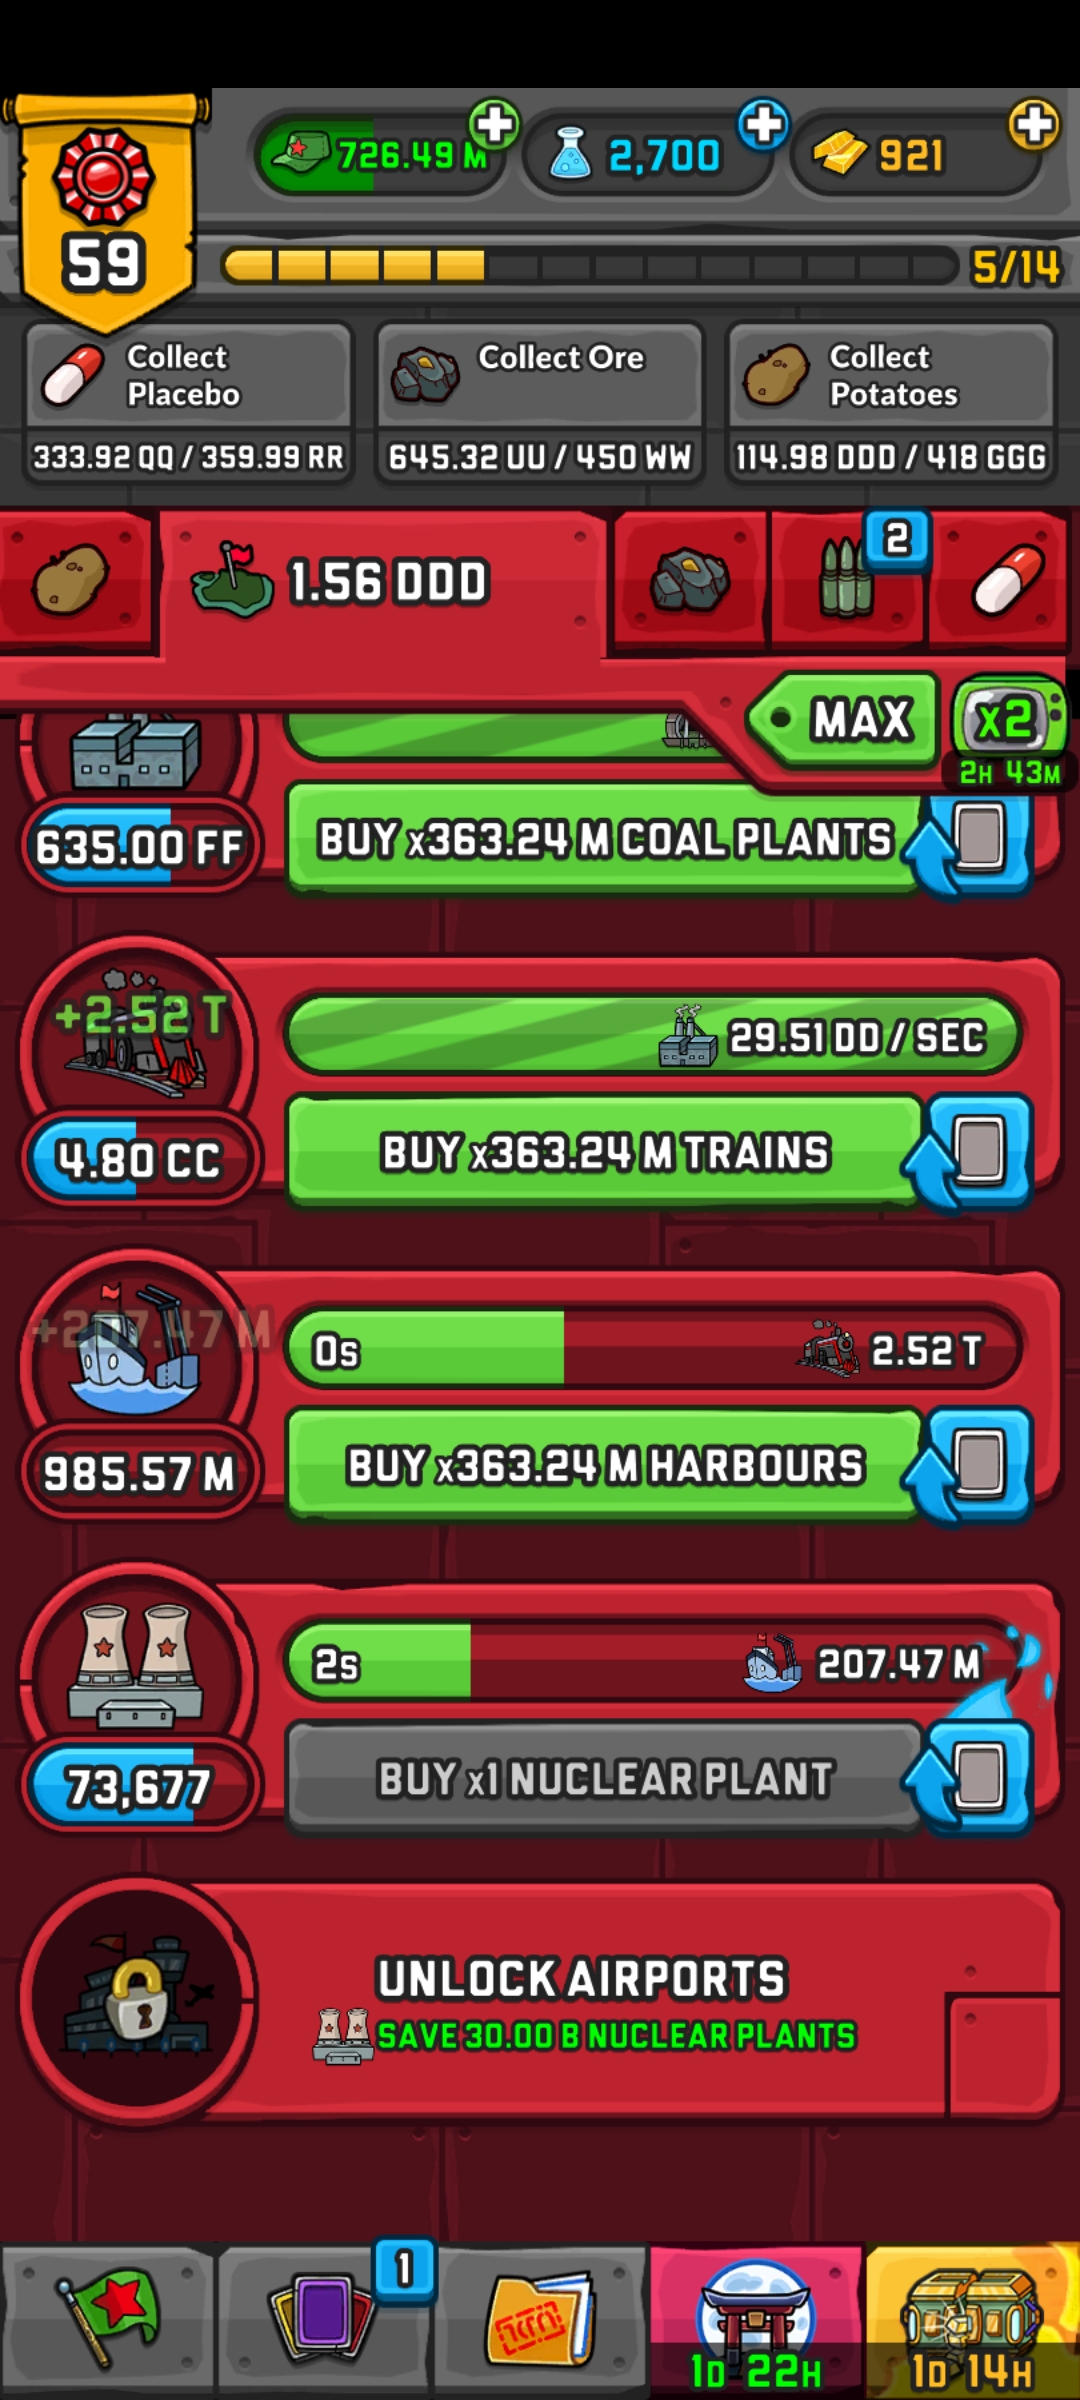 726.49 M
2,700
921
59
5/14
Collect
Placebo
333.92 QQ / 359.99 RR
Collect Ore
645.32 UU / 450 WW
Collect
Potatoes
114.98 DDD / 418 GGG
1.56 DDD
2
MAX
x2
2H 43M
635.00 FF
BUY x363.24 M COAL PLANTS
+2.52 T
29.51 DD / SEC
4.80 CC
BUY x363.24 M TRAINS
+207.47 M
0s
2.52 T
985.57 M
BUY x363.24 M HARBOURS
2s
207.47 M
73,677
BUY x1 NUCLEAR PLANT
UNLOCK AIRPORTS
SAVE 30.00 B NUCLEAR PLANTS
1
1D 22H
1D 14H